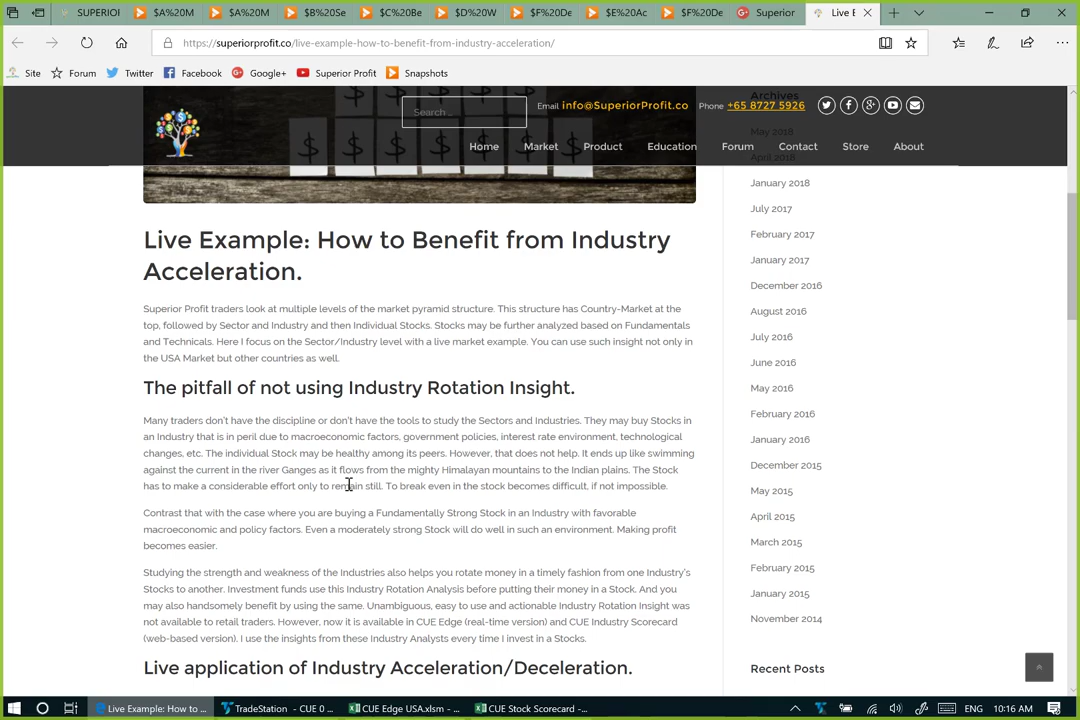 SUPERIOI
$A%20M
$A%20M
$B%20Se
$C%20Be
$D%20W
$F%20De
$E%20Ac
$F%20De
Superior
Live E
https://superiorprofit.co/live-example-how-to-benefit-from-industry-acceleration/
Site
Forum
Twitter
Facebook
Google+
Superior Profit
Snapshots
Search …
Email info@SuperiorProfit.co
Phone +65 8727 5926
Home
Market
Product
Education
Forum
Contact
Store
About
Live Example: How to Benefit from Industry
Acceleration.
Superior Profit traders look at multiple levels of the market pyramid structure. This structure has Country-Market at the
top, followed by Sector and Industry and then Individual Stocks. Stocks may be further analyzed based on Fundamentals
and Technicals. Here I focus on the Sector/Industry level with a live market example. You can use such insight not only in
the USA Market but other countries as well.
The pitfall of not using Industry Rotation Insight.
Many traders don't have the discipline or don't have the tools to study the Sectors and Industries. They may buy Stocks in
an Industry that is in peril due to macroeconomic factors, government policies, interest rate environment, technological
changes, etc. The individual Stock may be healthy among its peers. However, that does not help. It ends up like swimming
against the current in the river Ganges as it flows from the mighty Himalayan mountains to the Indian plains. The Stock
has to make a considerable effort only to remain still. To break even in the stock becomes difficult, if not impossible.
Contrast that with the case where you are buying a Fundamentally Strong Stock in an Industry with favorable
macroeconomic and policy factors. Even a moderately strong Stock will do well in such an environment. Making profit
becomes easier.
Studying the strength and weakness of the Industries also helps you rotate money in a timely fashion from one Industry's
Stocks to another. Investment funds use this Industry Rotation Analysis before putting their money in a Stock. And you
may also handsomely benefit by using the same. Unambiguous, easy to use and actionable Industry Rotation Insight was
not available to retail traders. However, now it is available in CUE Edge (real-time version) and CUE Industry Scorecard
(web-based version). I use the insights from these Industry Analysts every time I invest in a Stocks.
Live application of Industry Acceleration/Deceleration.
Archives
May 2018
April 2018
January 2018
July 2017
February 2017
January 2017
December 2016
August 2016
July 2016
June 2016
May 2016
February 2016
January 2016
December 2015
May 2015
April 2015
March 2015
February 2015
January 2015
November 2014
Recent Posts
Live Example: How to ...
TradeStation - CUE 0 ...
CUE Edge USA.xlsm - ...
CUE Stock Scorecard -...
ENG
10:16 AM